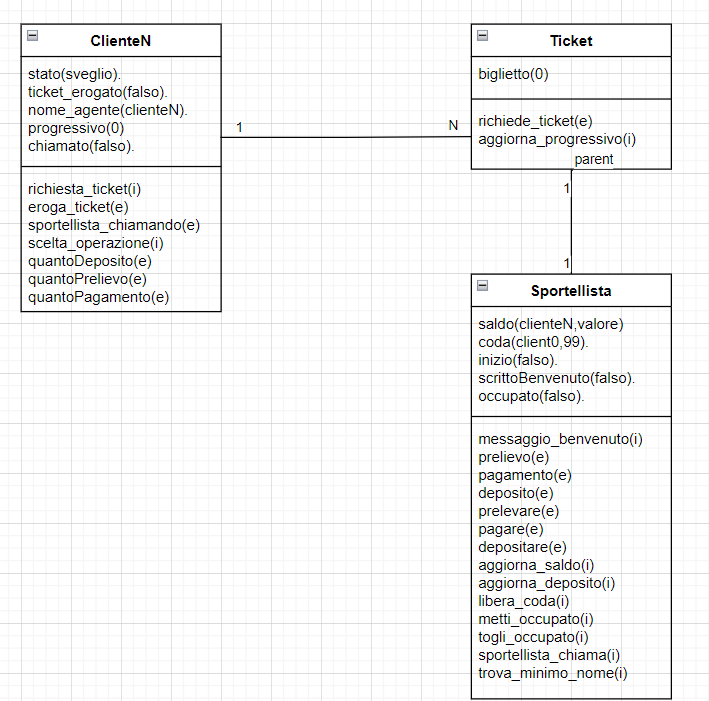 ClienteN
stato(sveglio).
ticket_erogato(falso).
nome_agente(clienteN).
progressivo(0)
chiamato(falso).
richiesta_ticket(i)
eroga_ticket(e)
sportellista_chiamando(e)
scelta_operazione(i)
quantoDeposito(e)
quantoPrelievo(e)
quantoPagamento(e)
1
N
Ticket
biglietto(0)
richiede_ticket(e)
aggiorna_progressivo(i)
parent
1
1
Sportellista
saldo(clienteN,valore)
coda(client0,99).
inizio(falso).
scrittoBenvenuto(falso).
occupato(falso).
messaggio_benvenuto(i)
prelievo(e)
pagamento(e)
deposito(e)
prelevare(e)
pagare(e)
depositare(e)
aggiorna_saldo(i)
aggiorna_deposito(i)
libera_coda(i)
metti_occupato(i)
togli_occupato(i)
sportellista_chiama(i)
trova_minimo_nome(i)